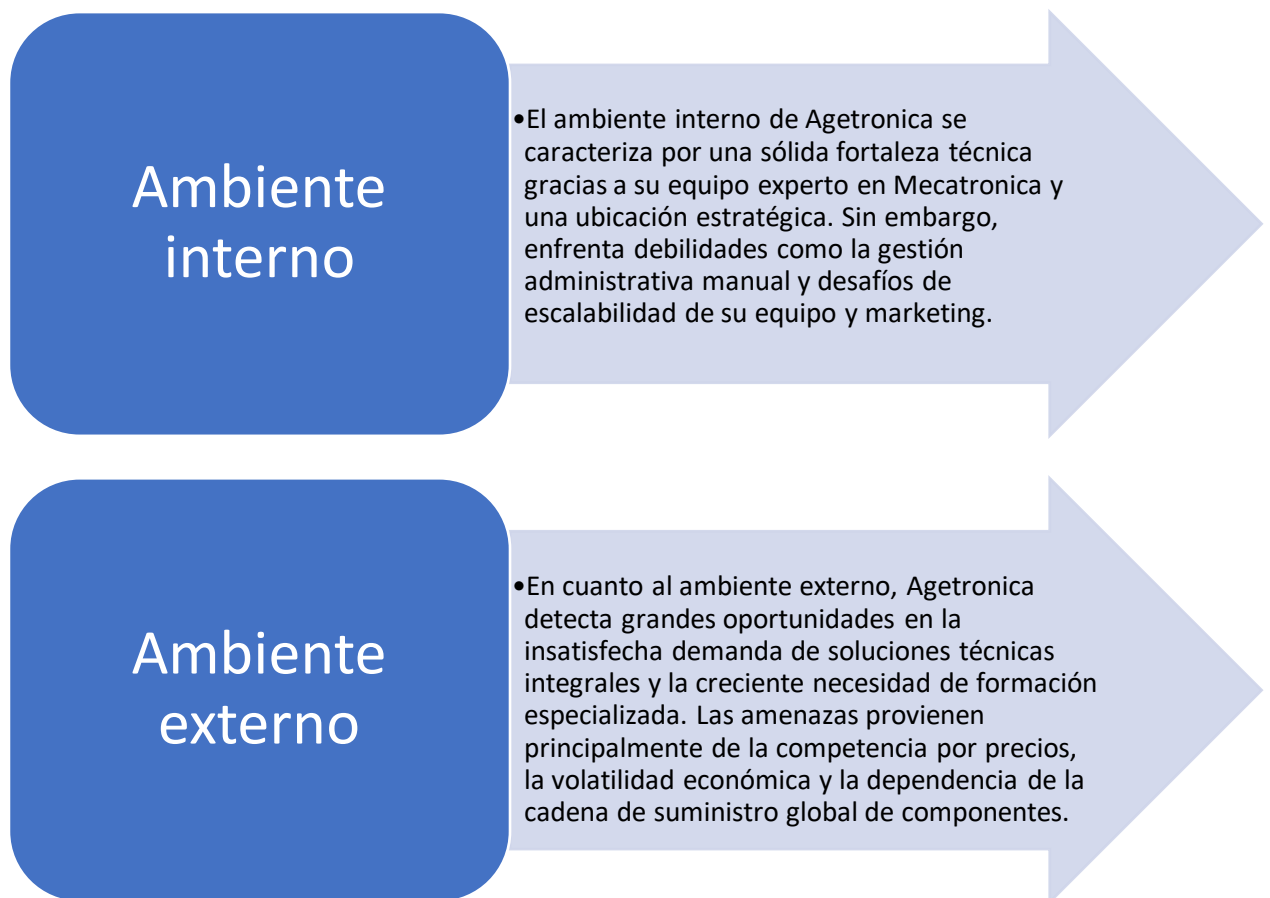 Ambiente
interno
•El ambiente interno de Agetronica se
caracteriza por una sólida fortaleza técnica
gracias a su equipo experto en Mecatronica y
una ubicación estratégica. Sin embargo,
enfrenta debilidades como la gestión
administrativa manual y desafíos de
escalabilidad de su equipo y marketing.
Ambiente
externo
•En cuanto al ambiente externo, Agetronica
detecta grandes oportunidades en la
insatisfecha demanda de soluciones técnicas
integrales y la creciente necesidad de formación
especializada. Las amenazas provienen
principalmente de la competencia por precios,
la volatilidad económica y la dependencia de la
cadena de suministro global de componentes.